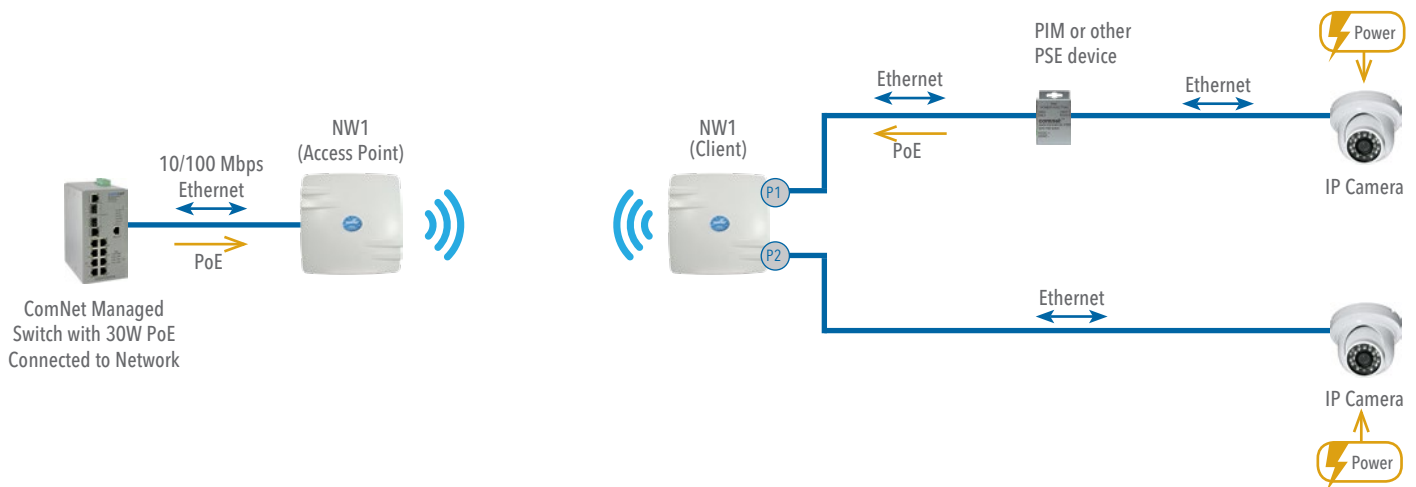 PIM or other
PSE device
Power
Ethernet
Ethernet
NW1
(Access Point)
NW1
(Client)
10/100 Mbps
Ethernet
PoE
P1
IP Camera
PoE
P2
ComNet Managed
Switch with 30W PoE
Connected to Network
Ethernet
IP Camera
Power